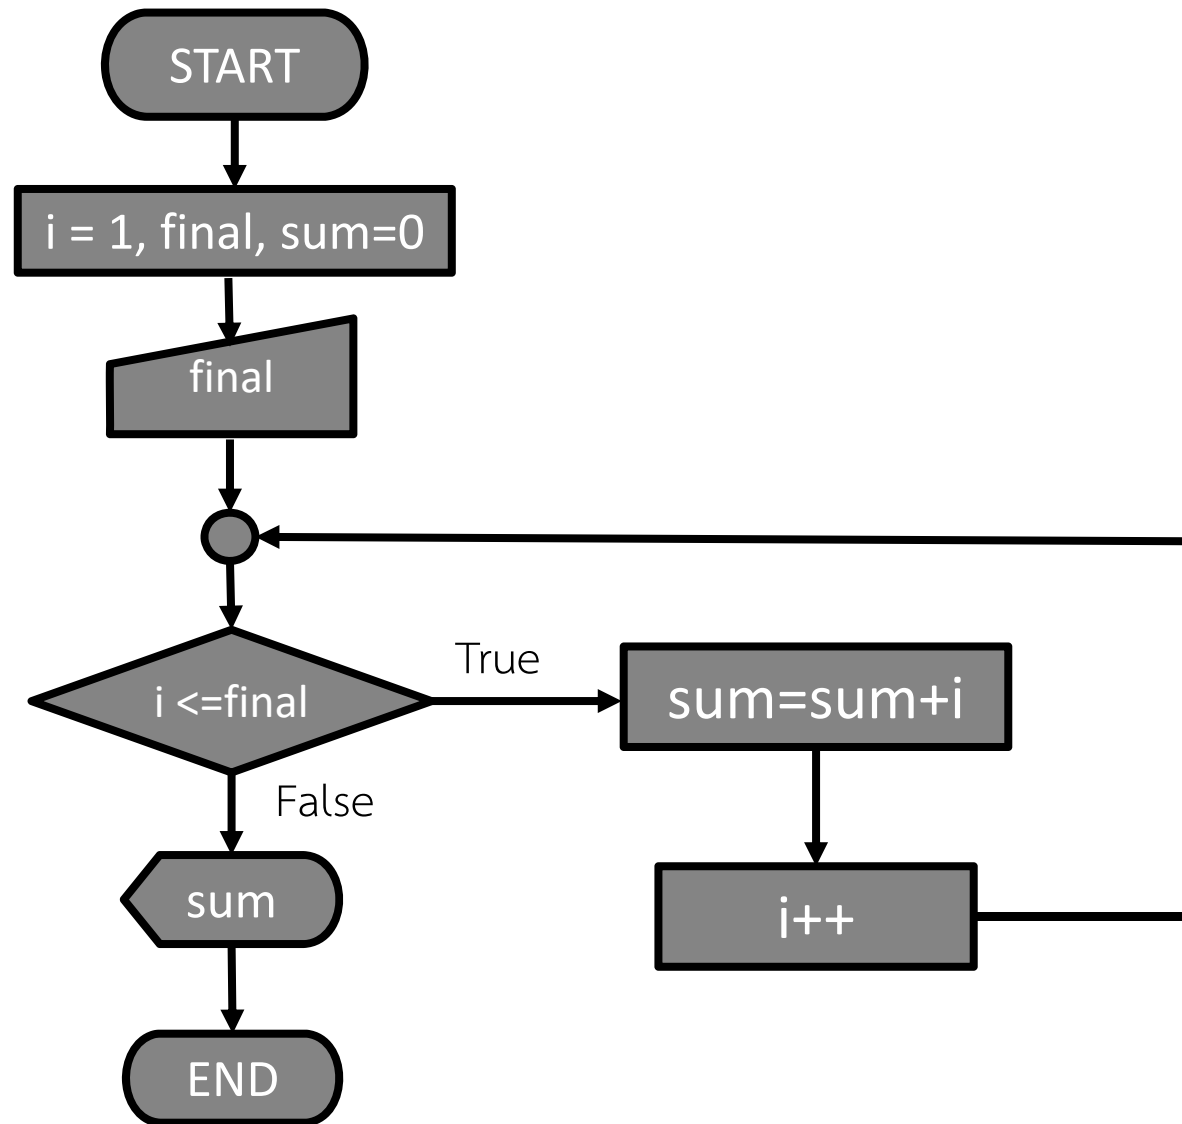 START
i = 1, final, sum=0
final
i <=final
True
sum=sum+i
False
sum
i++
END